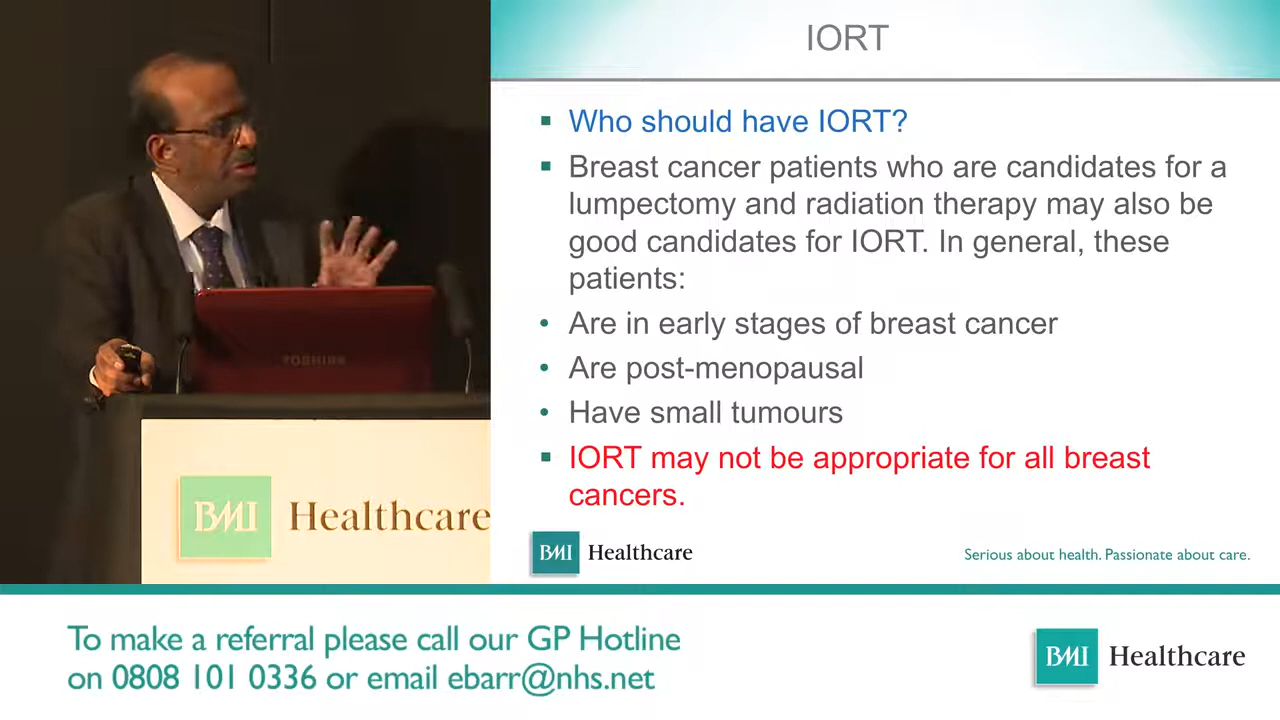 IORT
Who should have IORT?
Breast cancer patients who are candidates for a
lumpectomy and radiation therapy may also be
good candidates for IORT. In general, these
patients:
Are in early stages of breast cancer
Are post-menopausal
Have small tumours
IORT may not be appropriate for all breast
cancers.
BMI Healthcare
Serious about health. Passionate about care.
TOSHIBA
BMI Healthcare
To make a referral please call our GP Hotline
on 0808 101 0336 or email ebarr@nhs.net
BMI Healthcare